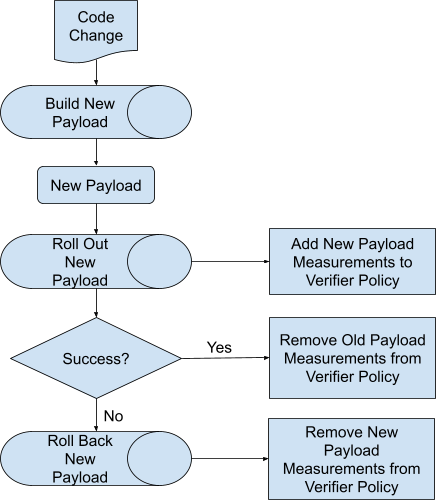 Code
Change
Build New
Payload
New Payload
Roll Out
New
Payload
Add New Payload
Measurements to
Verifier Policy
Success?
Yes
Remove Old Payload
Measurements from
Verifier Policy
No
Roll Back
New
Payload
Remove New
Payload
Measurements from
Verifier Policy